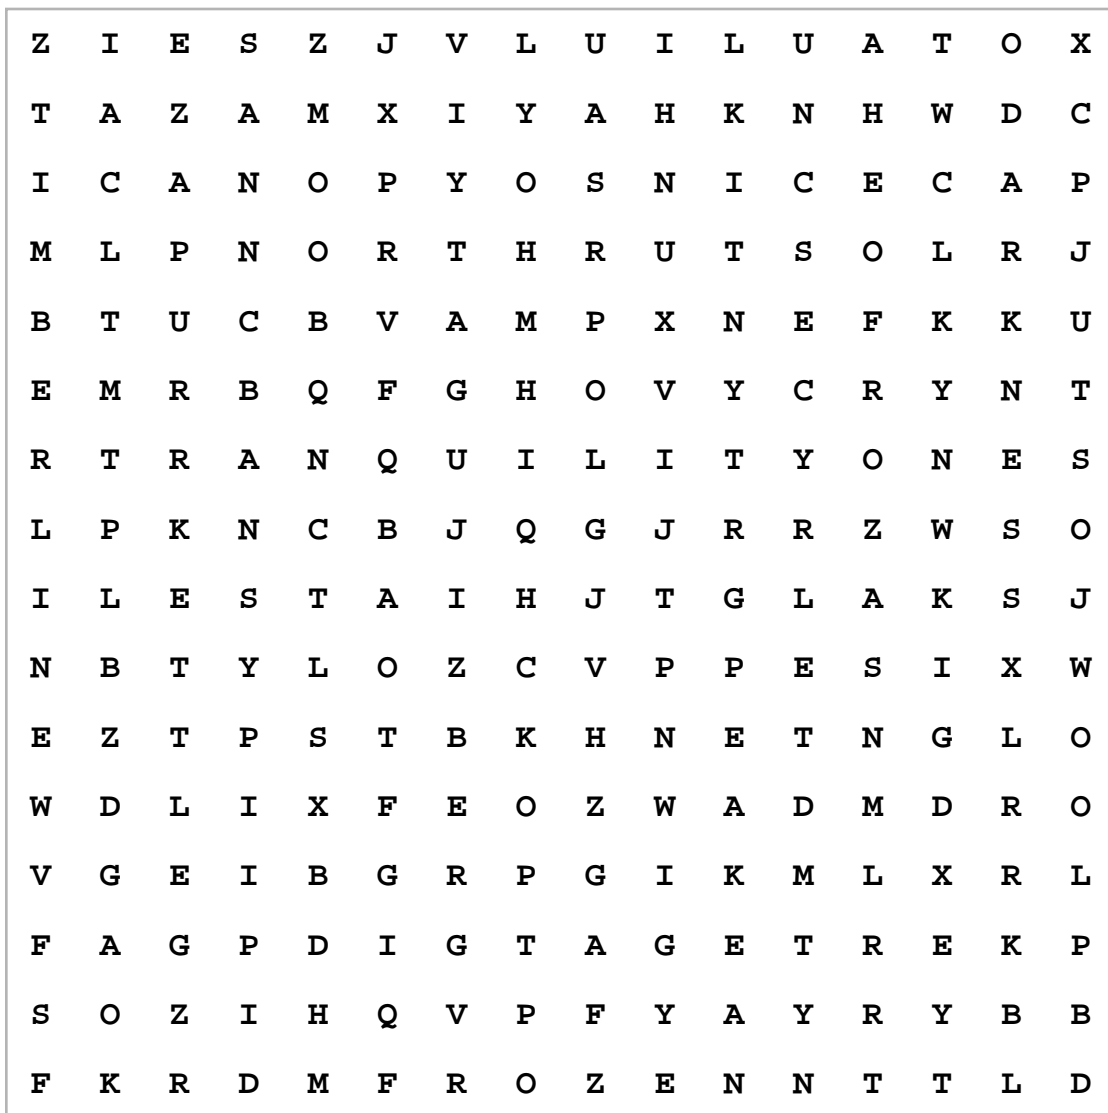 Z I E S Z J V L U I L U A T O X
T A Z A M X I Y A H K N H W D C
I C A N O P Y O S N I C E C A P
M L P N O R T H R U T S O L R J
B T U C B V A M P X N E F K K U
E M R B Q F G H O V Y C R Y N T
R T R A N Q U I L I T Y O N E S
L P K N C B J Q G J R R Z W S O
I L E S T A I H J T G L A K S J
N B T Y L O Z C V P P E S I X W
E Z T P S T B K H N E T N G L O
W D L I X F E O Z W A D M D R O
V G E I B G R P G I K M L X R L
F A G P D I G T A G E T R E K P
S O Z I H Q V P F Y A Y R Y B B
F K R D M F R O Z E N N T T L D